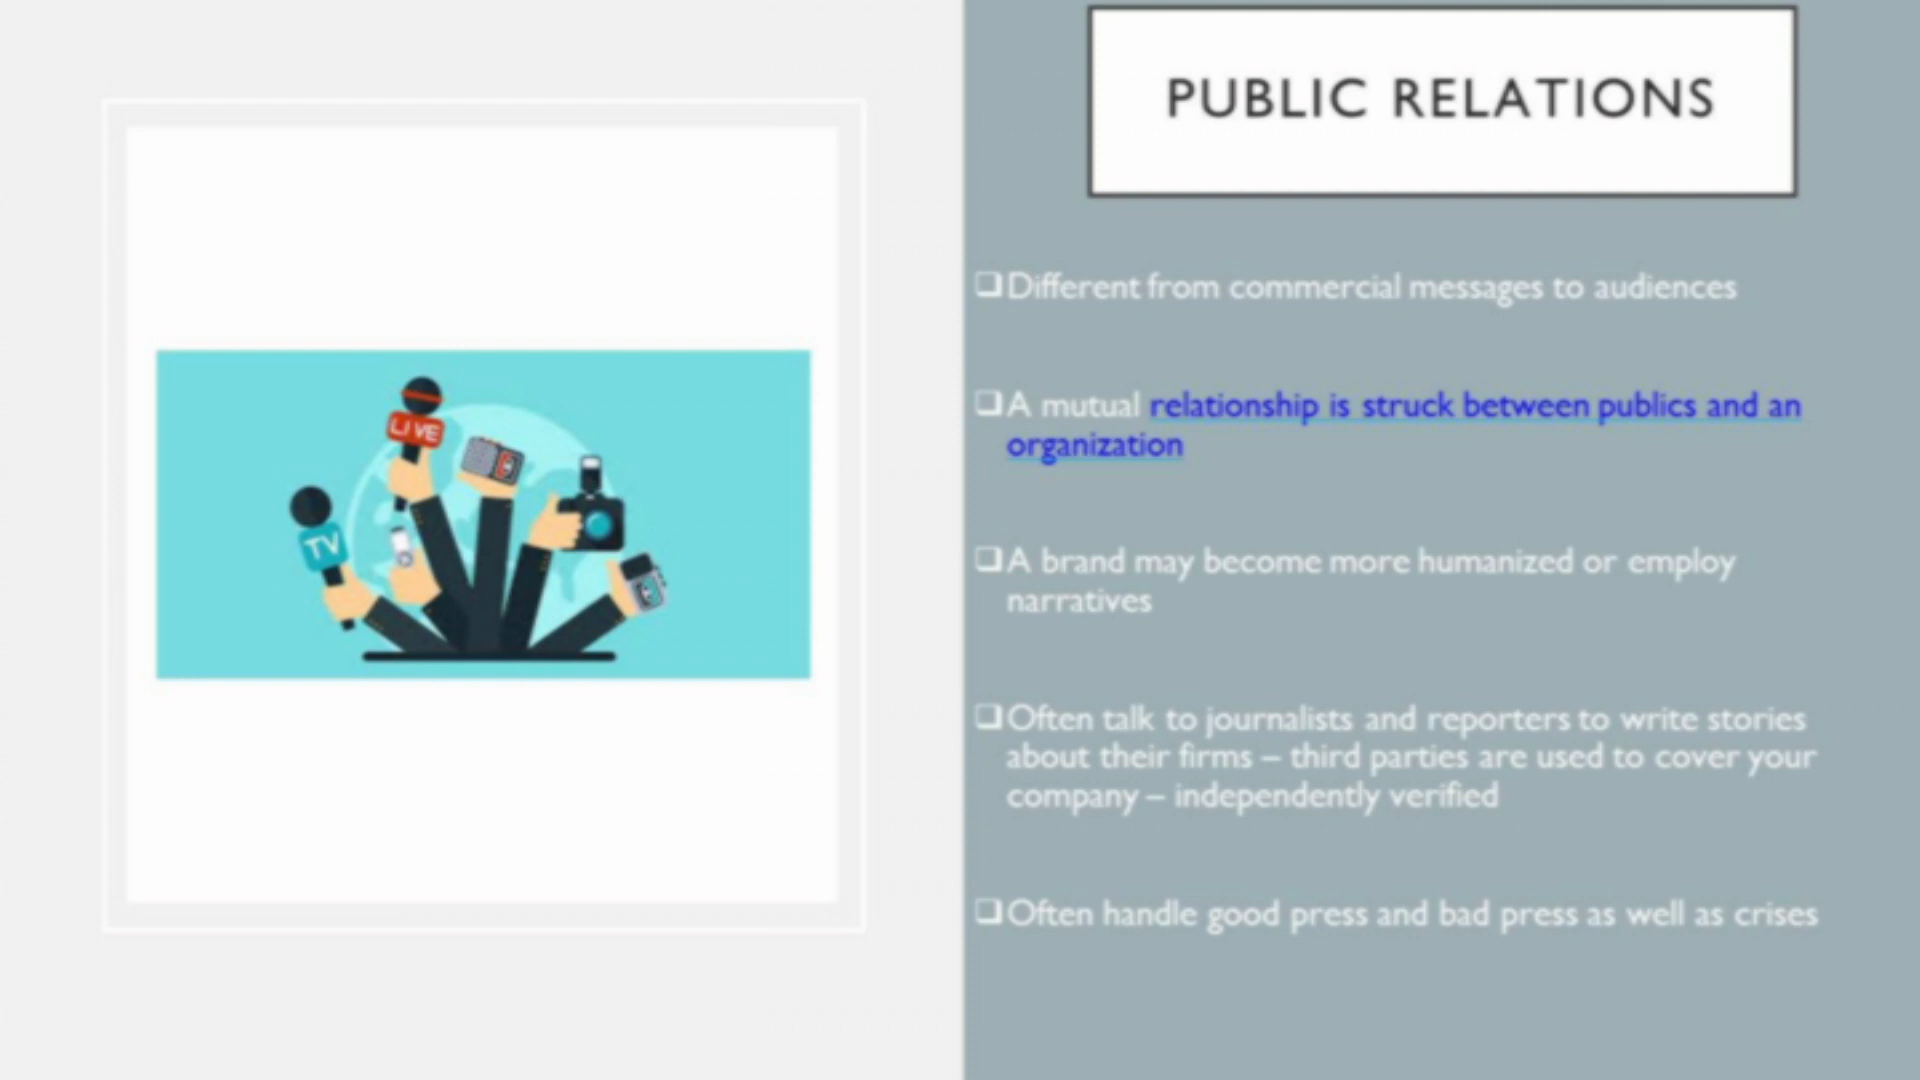 PUBLIC RELATIONS
Different from commercial messages to audiences
A mutual relationship is struck between publics and an
organization
A brand may become more humanized or employ
narratives
Often talk to journalists and reporters to write stories
about their firms – third parties are used to cover your
company – independently verified
Often handle good press and bad press as well as crises
LIVE
TV